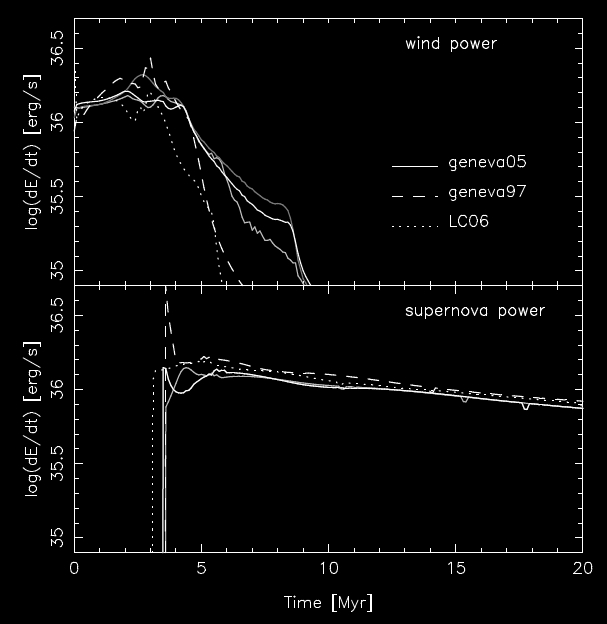 wind power
log(dE/dt) [erg/s]
36.5
36
35.5
35
geneva05
geneva97
LC06
supernova power
log(dE/dt) [erg/s]
36.5
36
35.5
35
0 5 10 15 20
Time [Myr]